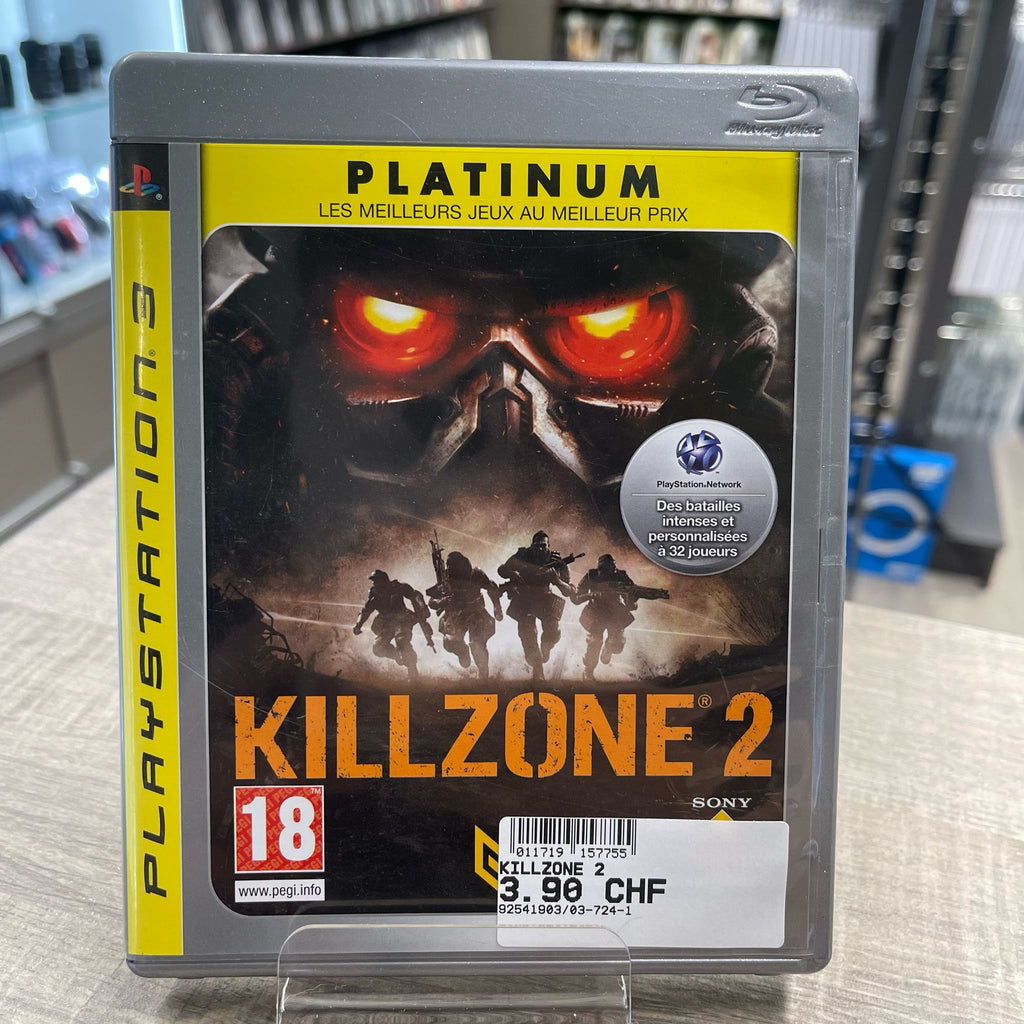 Blu-ray Disc
PLATINUM
LES MEILLEURS JEUX AU MEILLEUR PRIX
PLAYSTATION® 3
PlayStation®Network
Des batailles
intenses et
personnalisées
à 32 joueurs
KILLZONE® 2
18™
www.pegi.info
SONY
011719 157755
KILLZONE 2
3.90 CHF
92541903/03-724-1